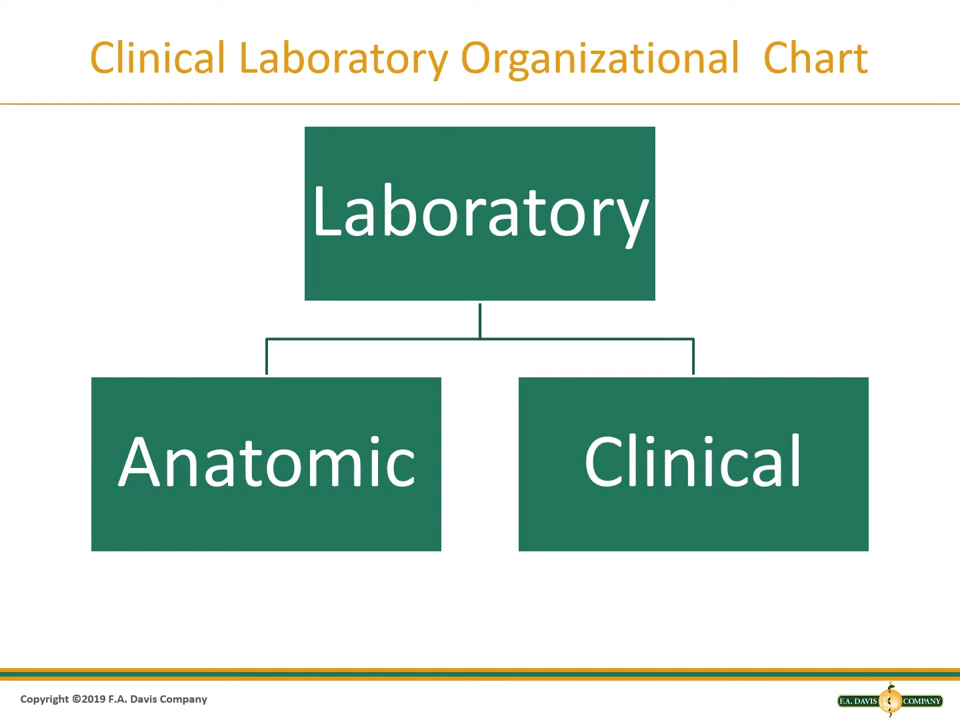 Clinical Laboratory Organizational Chart
Laboratory
Anatomic
Clinical
Copyright ©2019 F.A. Davis Company
F.A. DAVIS COMPANY